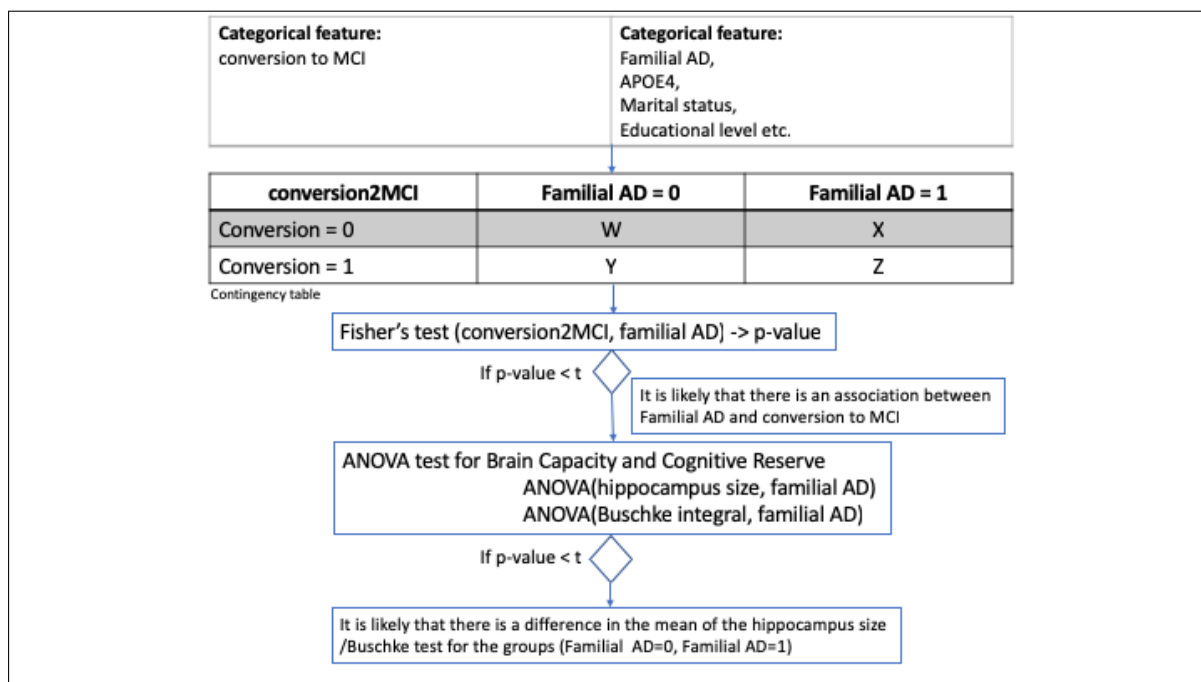 Categorical feature:
conversion to MCI
Categorical feature:
Familial AD,
APOE4,
Marital status,
Educational level etc.
conversion2MCI Familial AD = 0 Familial AD = 1
Conversion = 0 W X
Conversion = 1 Y Z
Contingency table
Fisher's test (conversion2MCI, familial AD) -> p-value
If p-value < t
It is likely that there is an association between
Familial AD and conversion to MCI
ANOVA test for Brain Capacity and Cognitive Reserve
ANOVA(hippocampus size, familial AD)
ANOVA(Buschke integral, familial AD)
If p-value < t
It is likely that there is a difference in the mean of the hippocampus size
/Buschke test for the groups (Familial AD=0, Familial AD=1)